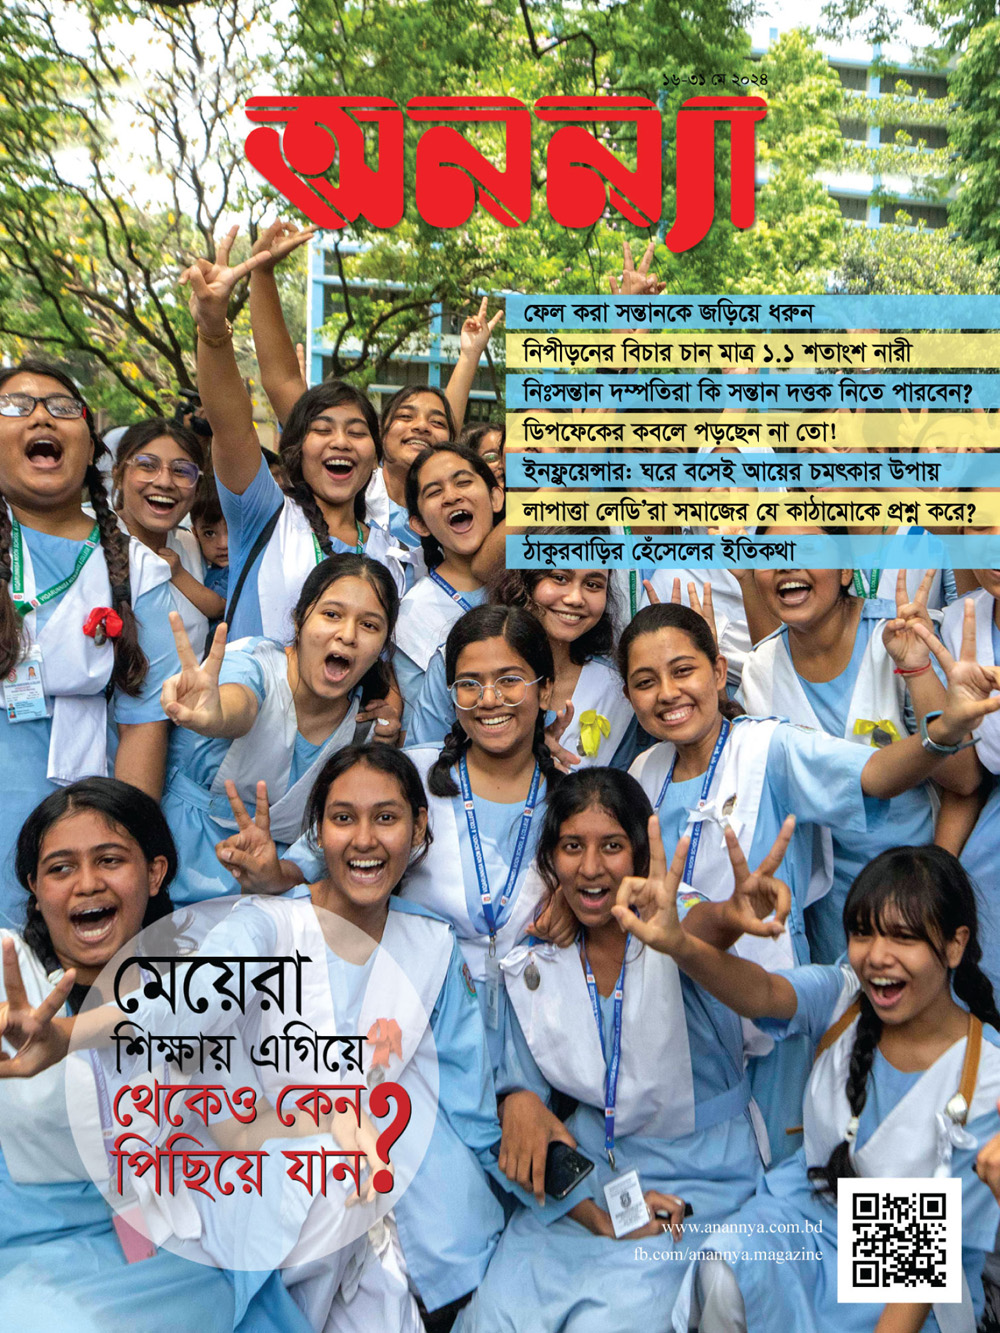 ১৬-৩১ মে ২০২৪
অনন্যা
ফেল করা সন্তানকে জড়িয়ে ধরুন
নিপীড়নের বিচার চান মাত্র ১.১ শতাংশ নারী
নিঃসন্তান দম্পতিরা কি সন্তান দত্তক নিতে পারবেন?
ডিপফেকের কবলে পড়ছেন না তো!
ইনফ্লুয়েন্সার: ঘরে বসেই আয়ের চমৎকার উপায়
লাপাত্তা লেডি’রা সমাজের যে কাঠামোকে প্রশ্ন করে?
ঠাকুরবাড়ির হেঁসেলের ইতিকথা
মেয়েরা
শিক্ষায় এগিয়ে
থেকেও কেন
পিছিয়ে যান?
www.anannya.com.bd
fb.com/anannya.magazine